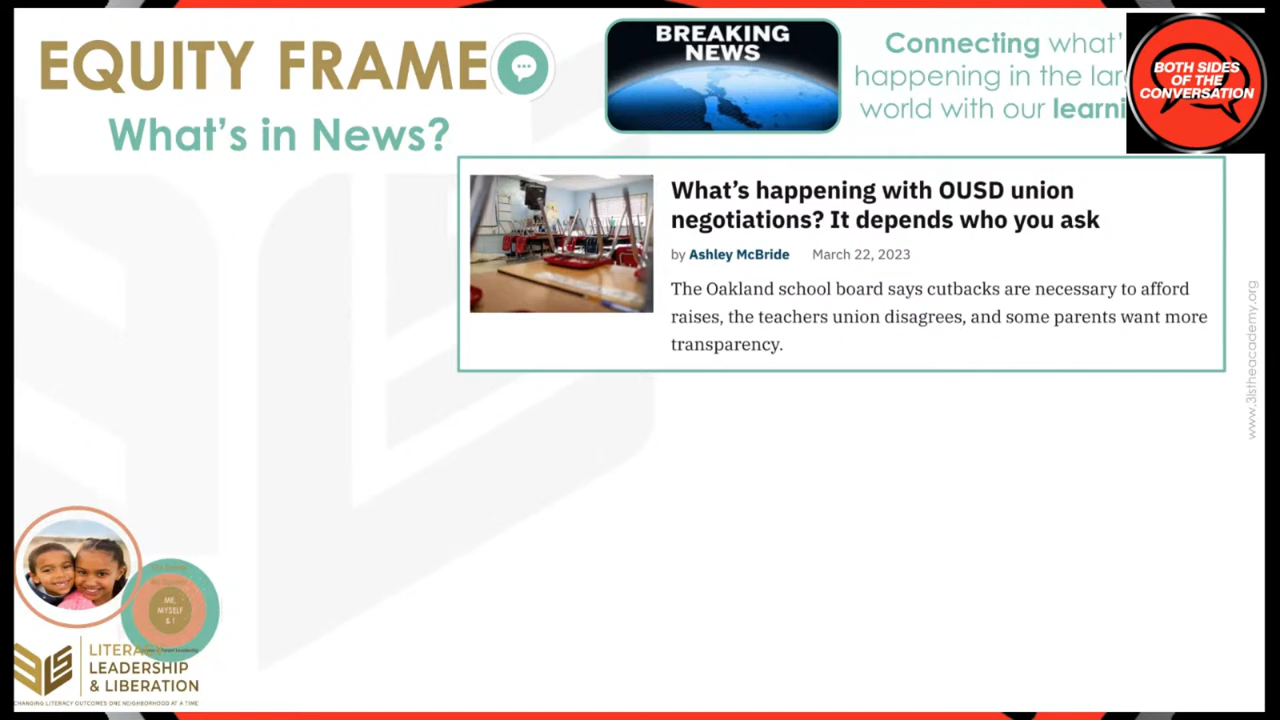 EQUITY FRAME
What's in News?
BREAKING
NEWS
Connecting what'
happening in the lar
world with our learni
BOTH SIDES
OF THE
CONVERSATION
What's happening with OUSD union
negotiations? It depends who you ask
by Ashley McBride March 22, 2023
The Oakland school board says cutbacks are necessary to afford
raises, the teachers union disagrees, and some parents want more
transparency.
www.3lstheacademy.org
ME,
MYSELF
& I
3LS
LITERA
LEADERSHIP
& LIBERATION
CHANGING LITERACY OUTCOMES ONE NEIGHBORHOOD AT A TIME